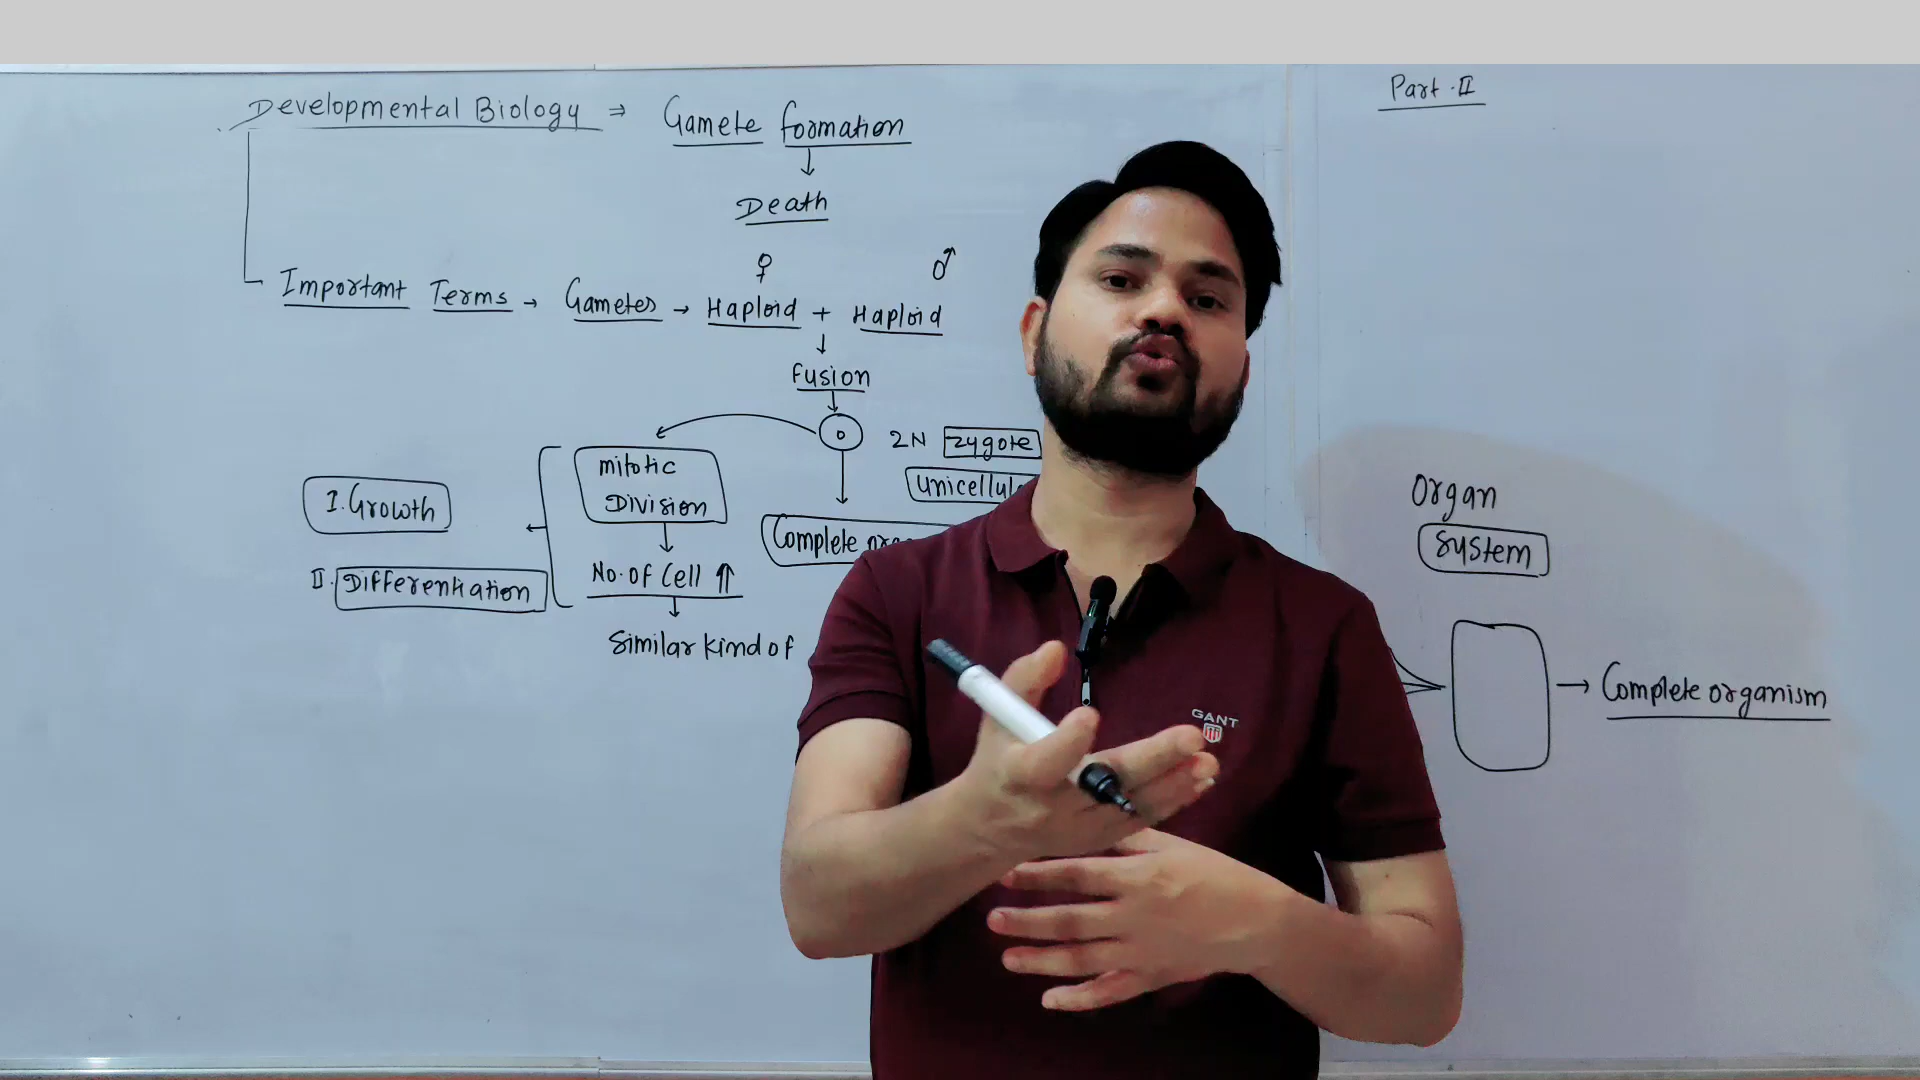 Developmental Biology ⇒ Gamete formation
Part-II
↓
Death
♀ ♂
Important Terms → Gametes → Haploid + Haploid
↓
Fusion
↓
2N zygote
mitotic
Division
Unicellula
I. Growth
Complete
Organ
System
II. Differentiation
No. of Cell ⇑
Similar kind of
→ Complete organism
GANT